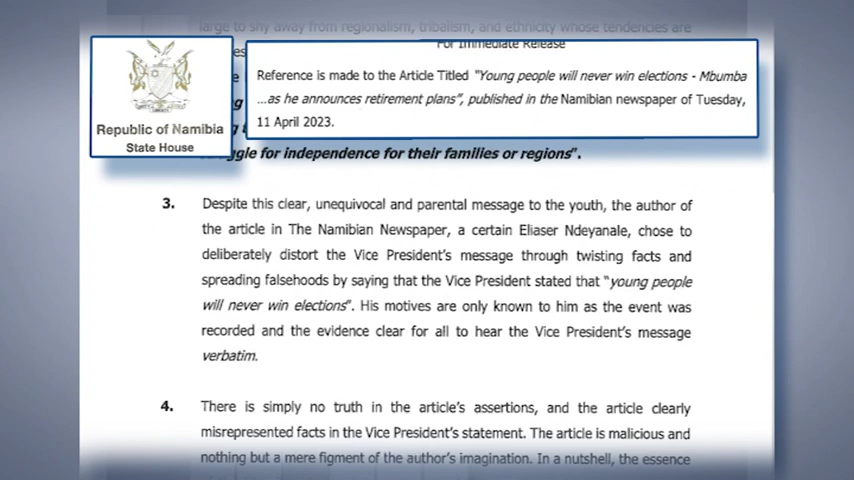 large to shy away from regionalism, tribalism, and ethnicity whose tendencies are
Republic of Namibia
State House
For Immediate Release
Reference is made to the Article Titled "Young people will never win elections - Mbumba
...as he announces retirement plans", published in the Namibian newspaper of Tuesday,
11 April 2023.
struggle for independence for their families or regions".
3. Despite this clear, unequivocal and parental message to the youth, the author of
the article in The Namibian Newspaper, a certain Eliaser Ndeyanale, chose to
deliberately distort the Vice President's message through twisting facts and
spreading falsehoods by saying that the Vice President stated that "young people
will never win elections". His motives are only known to him as the event was
recorded and the evidence clear for all to hear the Vice President's message
verbatim.
4. There is simply no truth in the article's assertions, and the article clearly
misrepresented facts in the Vice President's statement. The article is malicious and
nothing but a mere figment of the author's imagination. In a nutshell, the essence